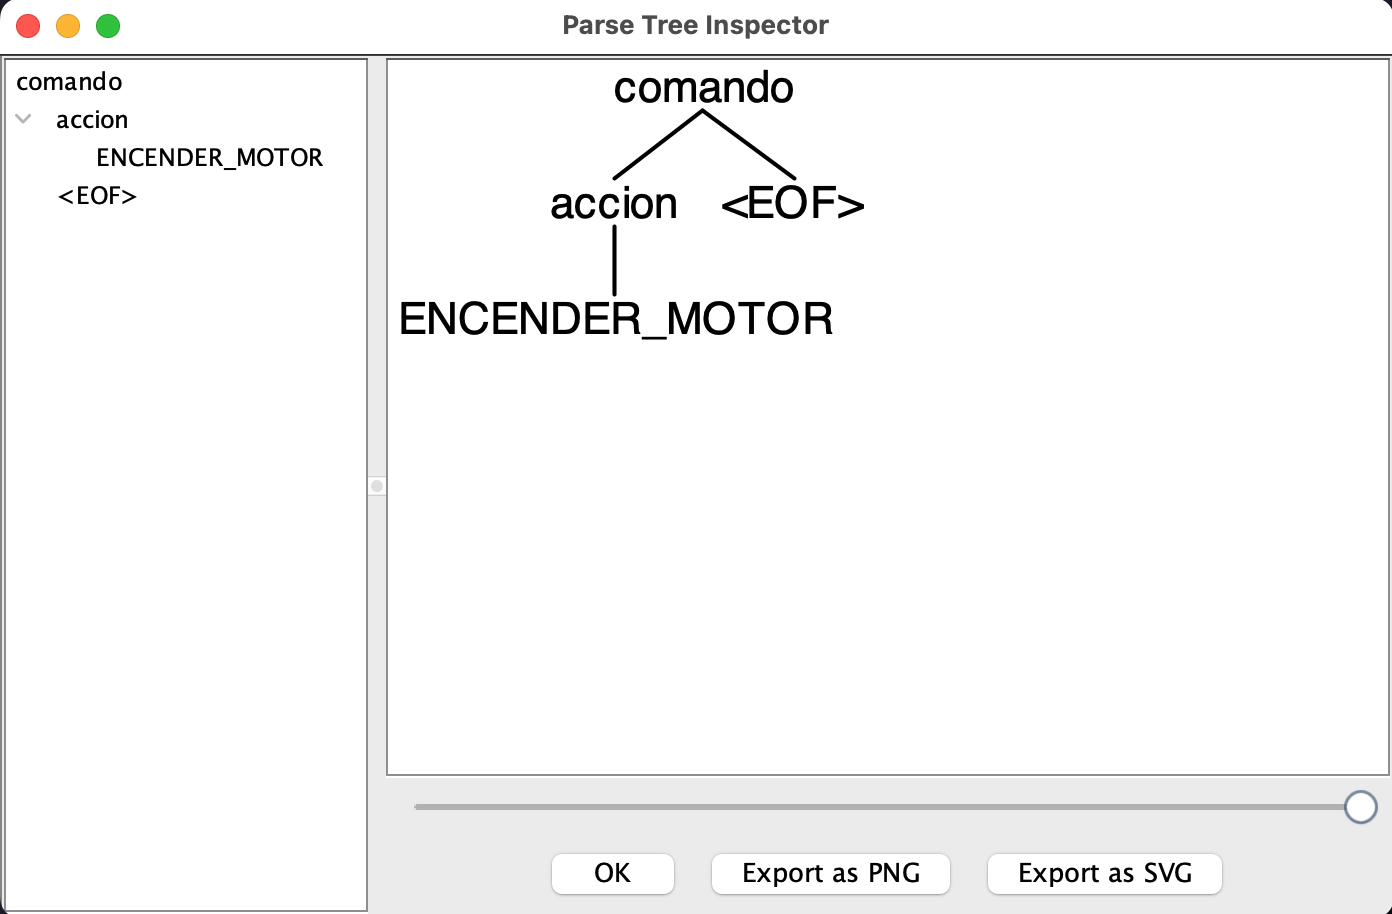 Parse Tree Inspector
comando
accion
ENCENDER_MOTOR
<EOF>
comando
accion <EOF>
ENCENDER_MOTOR
OK Export as PNG Export as SVG